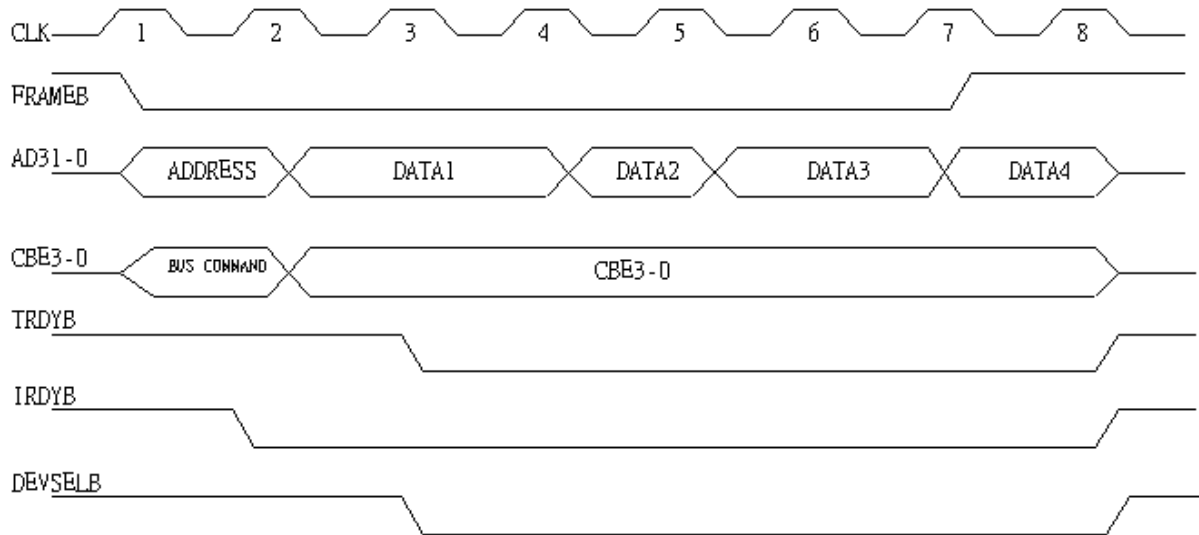 CLK 1 2 3 4 5 6 7 8
FRAMEB
AD31-0 ADDRESS DATA1 DATA2 DATA3 DATA4
CBE3-0 BUS COMMAND CBE3-0
TRDYB
IRDYB
DEVSELB